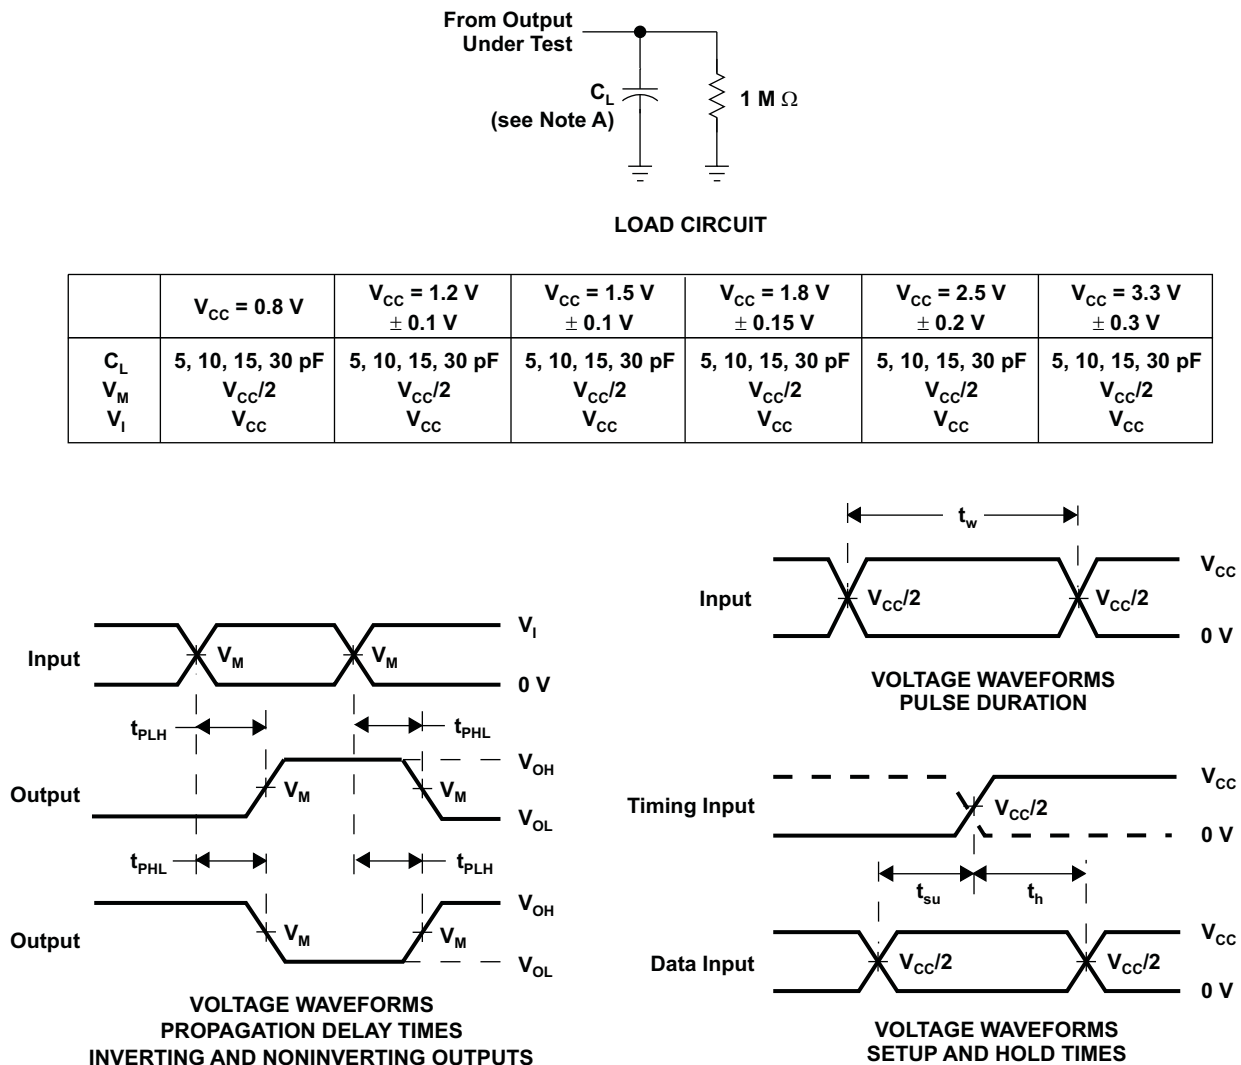 From Output
Under Test
C_L
(see Note A)
1 M Ω
LOAD CIRCUIT
V_CC = 0.8 V
V_CC = 1.2 V
± 0.1 V
V_CC = 1.5 V
± 0.1 V
V_CC = 1.8 V
± 0.15 V
V_CC = 2.5 V
± 0.2 V
V_CC = 3.3 V
± 0.3 V
C_L 5, 10, 15, 30 pF 5, 10, 15, 30 pF 5, 10, 15, 30 pF 5, 10, 15, 30 pF 5, 10, 15, 30 pF 5, 10, 15, 30 pF
V_M V_CC/2 V_CC/2 V_CC/2 V_CC/2 V_CC/2 V_CC/2
V_I V_CC V_CC V_CC V_CC V_CC V_CC
Input
V_M
V_M
V_I
0 V
t_PLH
t_PHL
Output
V_M
V_M
V_OH
V_OL
t_PHL
t_PLH
Output
V_M
V_M
V_OH
V_OL
VOLTAGE WAVEFORMS
PROPAGATION DELAY TIMES
INVERTING AND NONINVERTING OUTPUTS
t_w
Input
V_CC/2
V_CC/2
V_CC
0 V
VOLTAGE WAVEFORMS
PULSE DURATION
Timing Input
V_CC/2
V_CC
0 V
t_su
t_h
Data Input
V_CC/2
V_CC/2
V_CC
0 V
VOLTAGE WAVEFORMS
SETUP AND HOLD TIMES